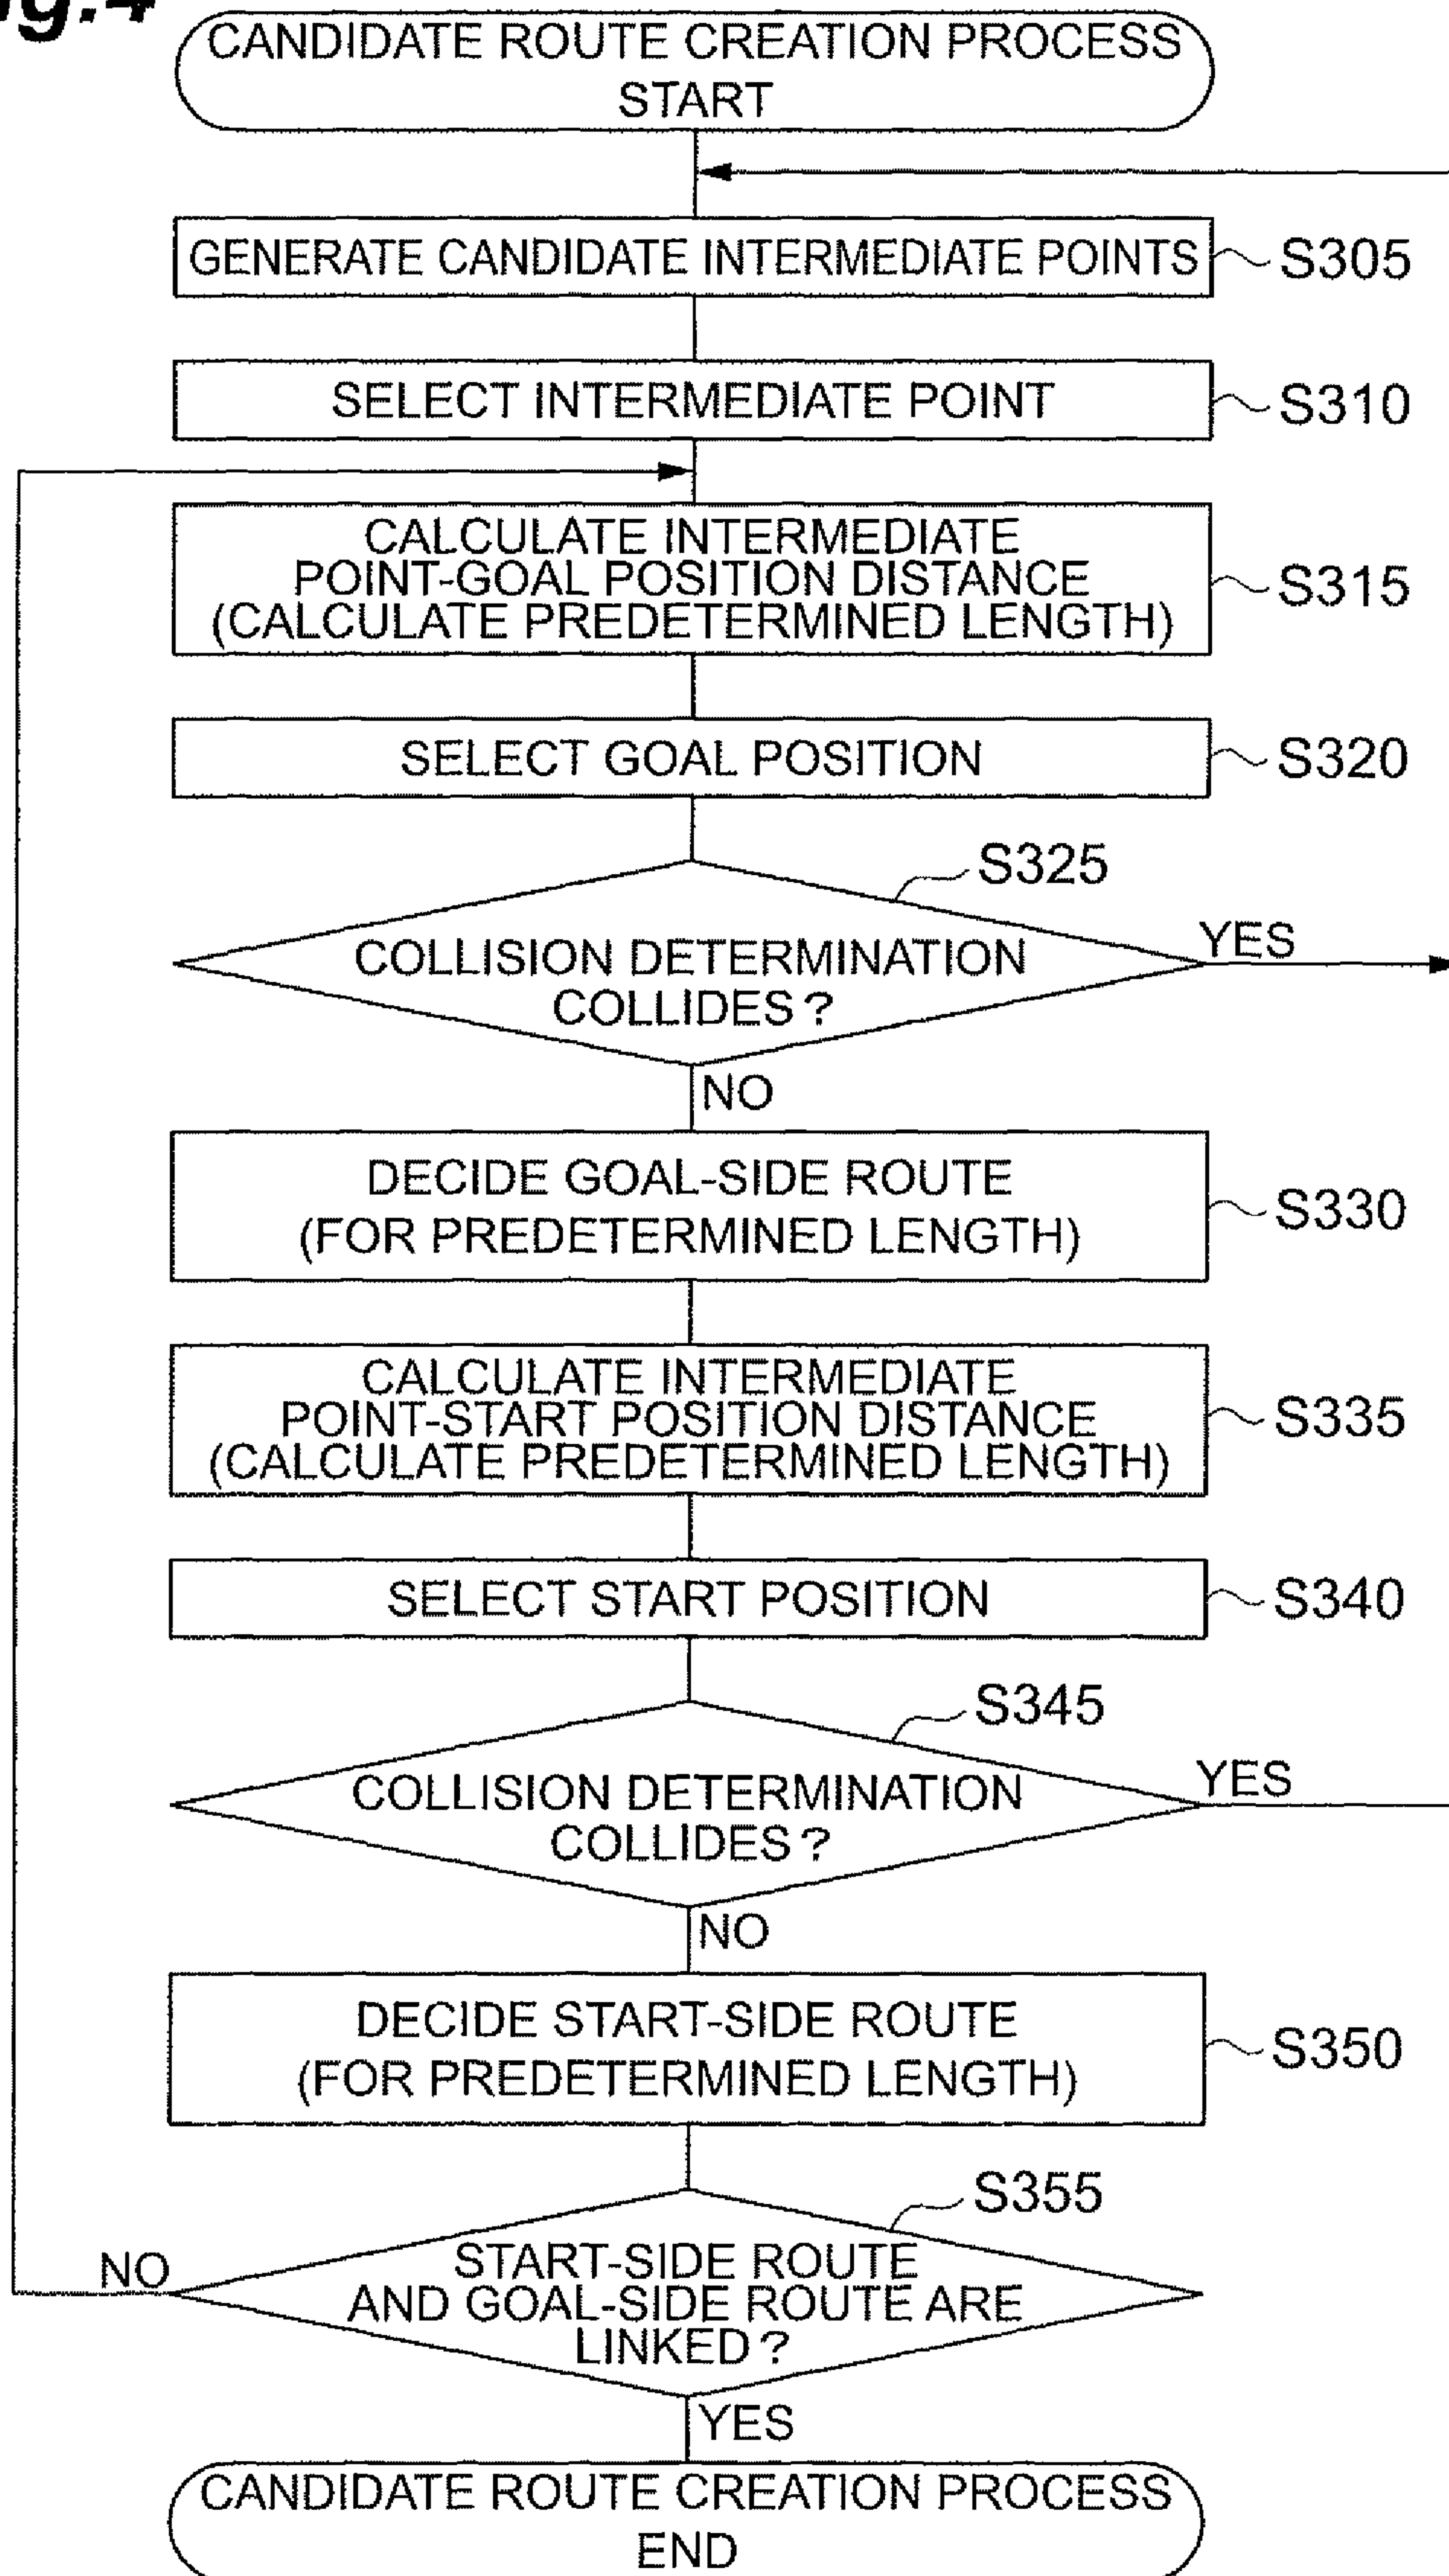 CANDIDATE ROUTE CREATION PROCESS
START
GENERATE CANDIDATE INTERMEDIATE POINTS
S305
SELECT INTERMEDIATE POINT
S310
CALCULATE INTERMEDIATE
POINT-GOAL POSITION DISTANCE
(CALCULATE PREDETERMINED LENGTH)
S315
SELECT GOAL POSITION
S320
S325
COLLISION DETERMINATION
COLLIDES?
YES
NO
DECIDE GOAL-SIDE ROUTE
(FOR PREDETERMINED LENGTH)
S330
CALCULATE INTERMEDIATE
POINT-START POSITION DISTANCE
(CALCULATE PREDETERMINED LENGTH)
S335
SELECT START POSITION
S340
S345
COLLISION DETERMINATION
COLLIDES?
YES
NO
DECIDE START-SIDE ROUTE
(FOR PREDETERMINED LENGTH)
S350
S355
START-SIDE ROUTE
AND GOAL-SIDE ROUTE ARE
LINKED?
NO
YES
CANDIDATE ROUTE CREATION PROCESS
END